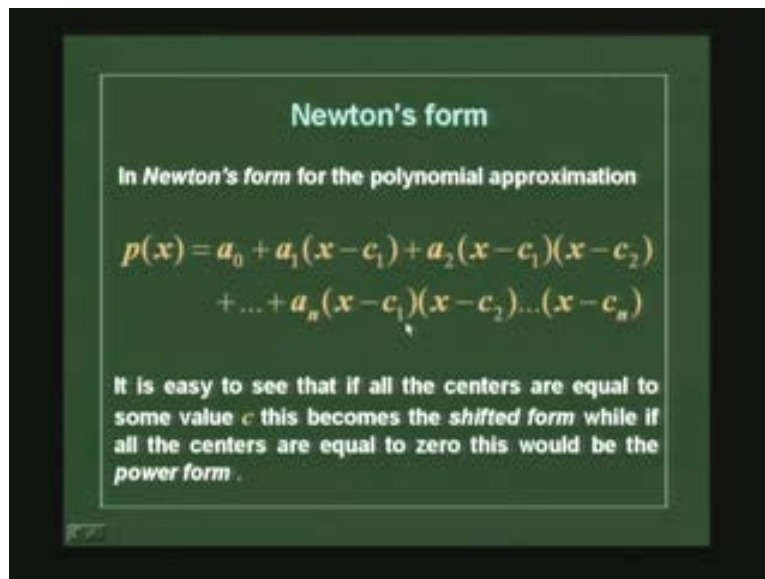 Newton's form
In Newton's form for the polynomial approximation
p(x) = a₀ + a₁(x − c₁) + a₂(x − c₁)(x − c₂)
+ ... + aₙ(x − c₁)(x − c₂)...(x − cₙ)
It is easy to see that if all the centers are equal to
some value c this becomes the shifted form while if
all the centers are equal to zero this would be the
power form .